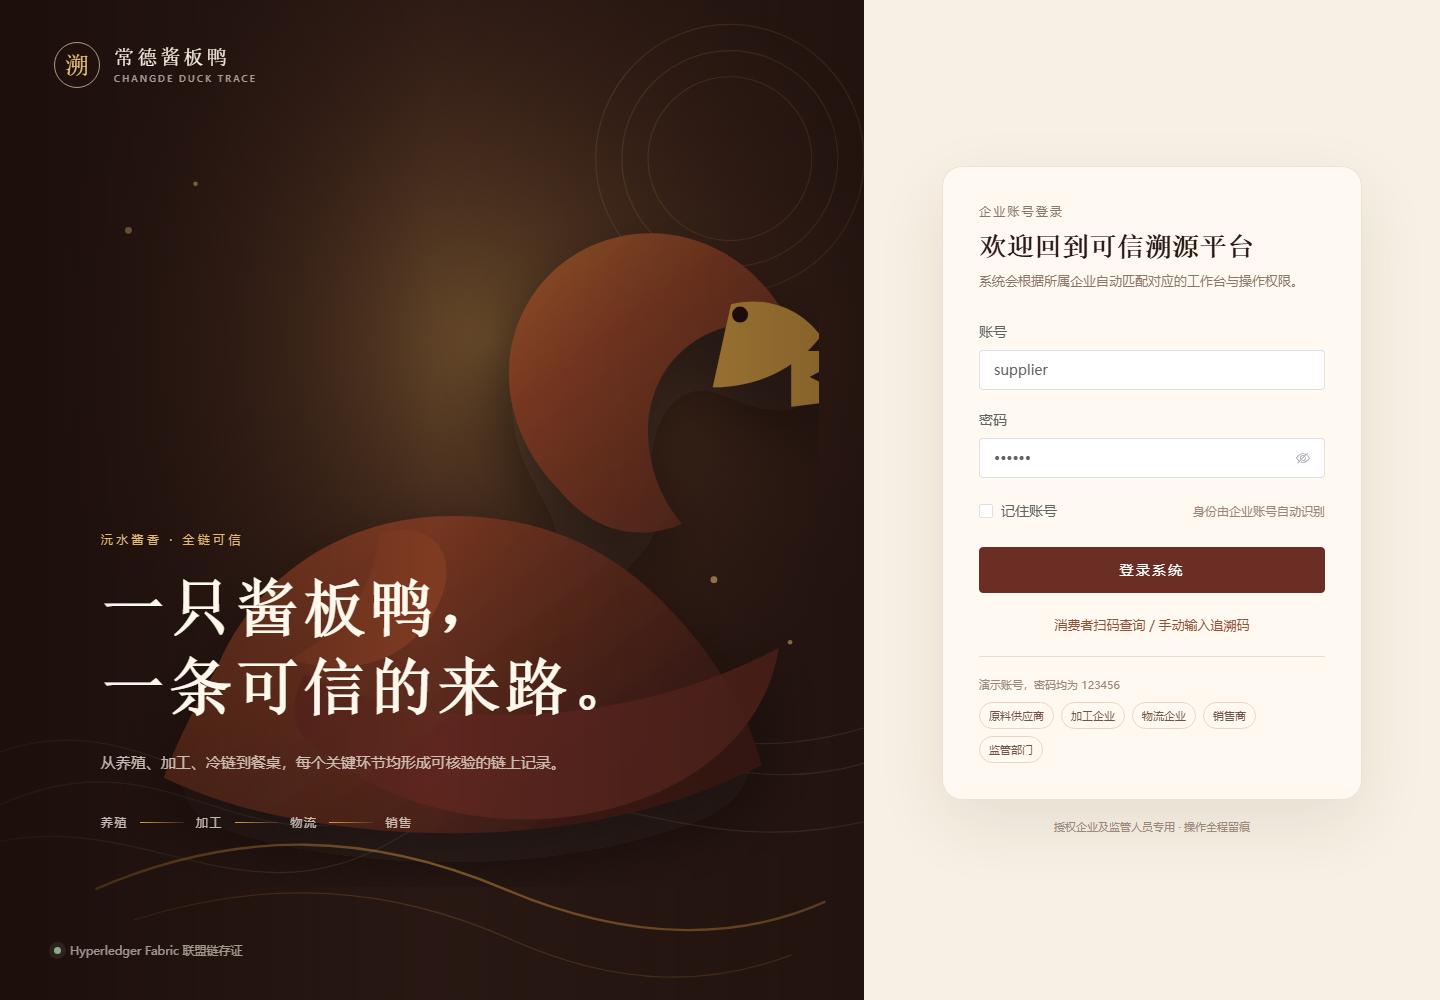 溯
常德酱板鸭
CHANGDE DUCK TRACE
沅水酱香 · 全链可信
一只酱板鸭，
一条可信的来路。
从养殖、加工、冷链到餐桌，每个关键环节均形成可核验的链上记录。
养殖 加工 物流 销售
Hyperledger Fabric 联盟链存证
企业账号登录
欢迎回到可信溯源平台
系统会根据所属企业自动匹配对应的工作台与操作权限。
账号
supplier
密码
••••••
记住账号 身份由企业账号自动识别
登录系统
消费者扫码查询 / 手动输入追溯码
演示账号，密码均为 123456
原料供应商 加工企业 物流企业 销售商
监管部门
授权企业及监管人员专用 · 操作全程留痕